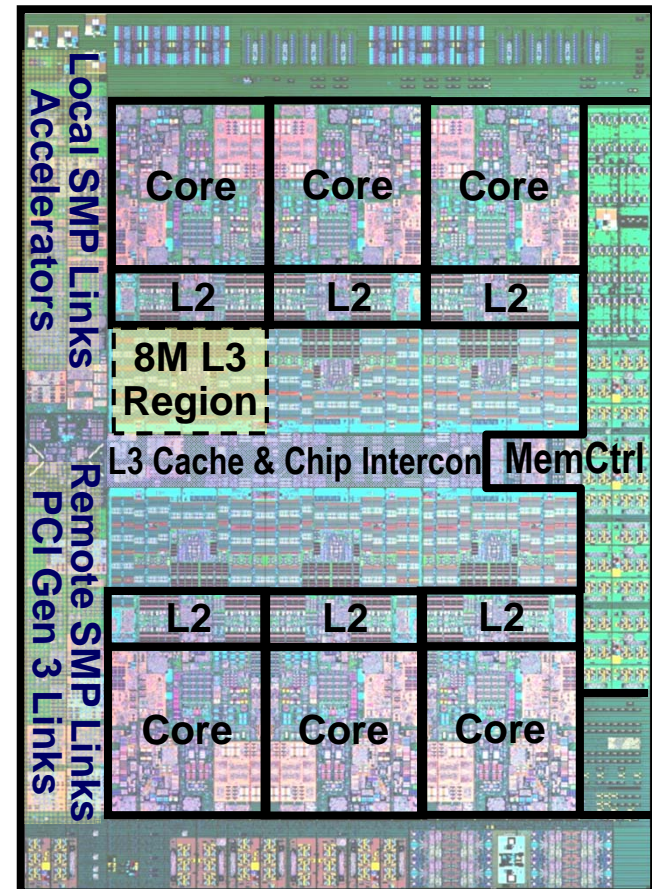 Local SMP Links
Accelerators
Core Core Core
L2 L2 L2
8M L3
Region
L3 Cache & Chip Intercon
MemCtrl
Remote SMP Links
PCI Gen 3 Links
L2 L2 L2
Core Core Core